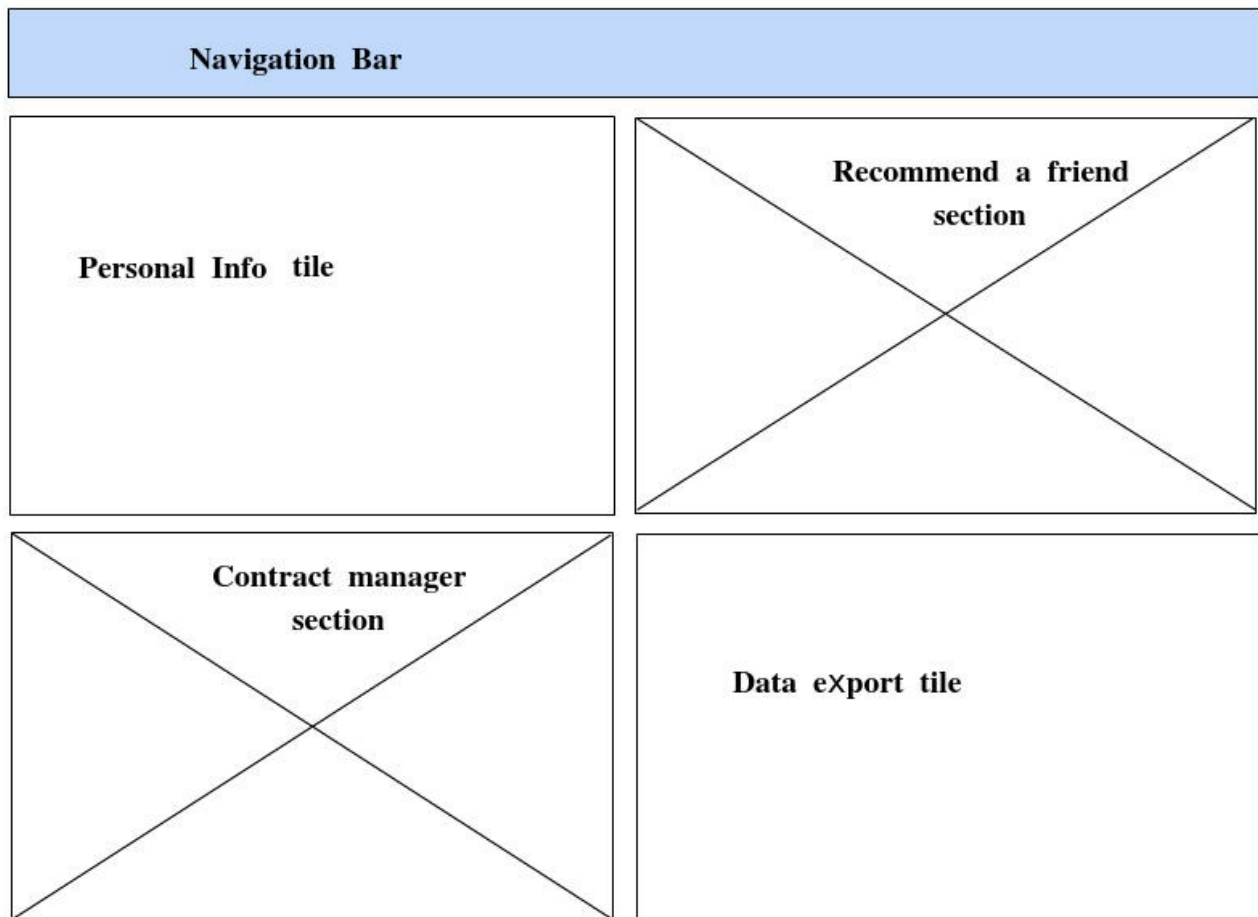 Navigation Bar
Recommend a friend
section
Personal Info tile
Contract manager
section
Data eXport tile